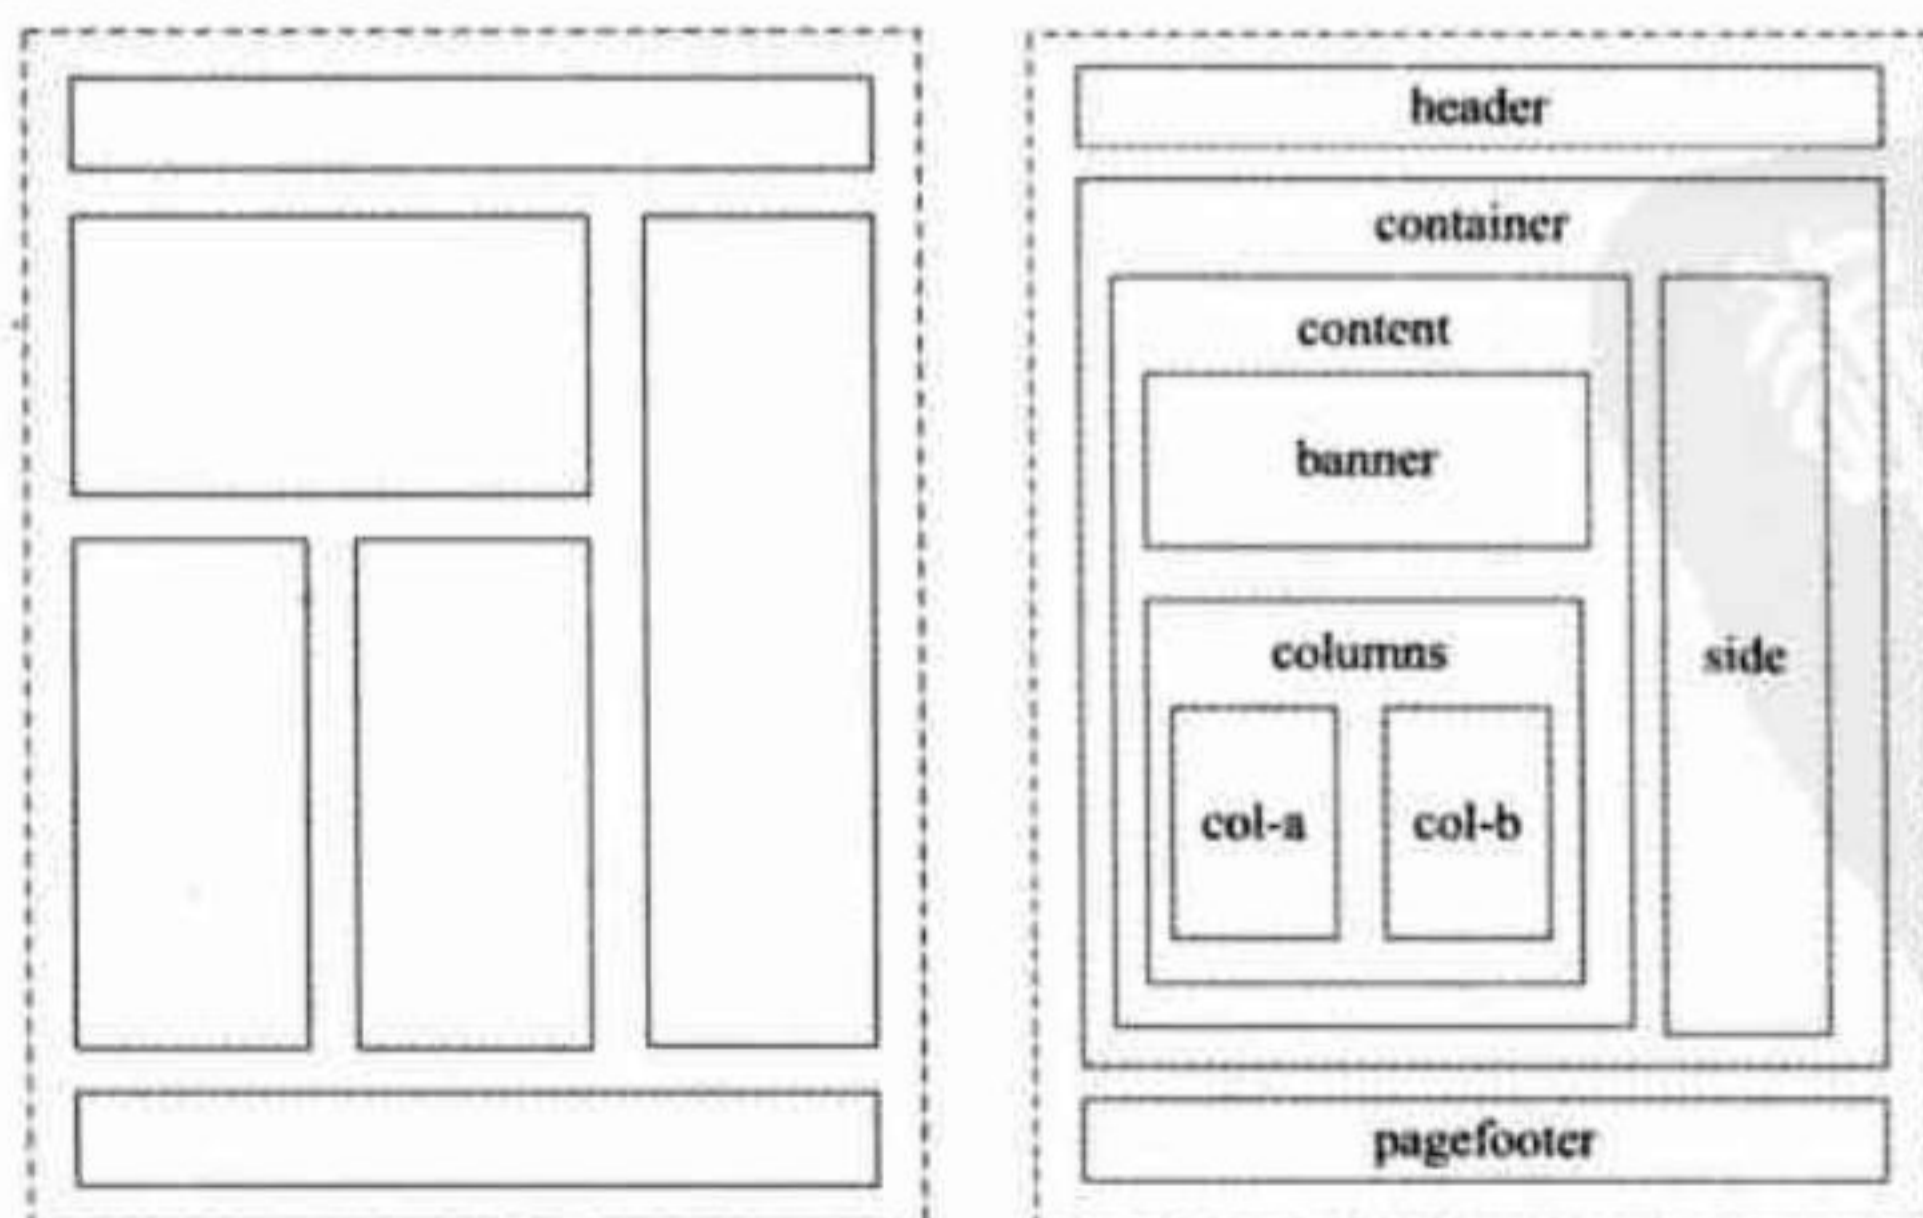 header
container
content
banner
columns
side
col-a
col-b
pagefooter